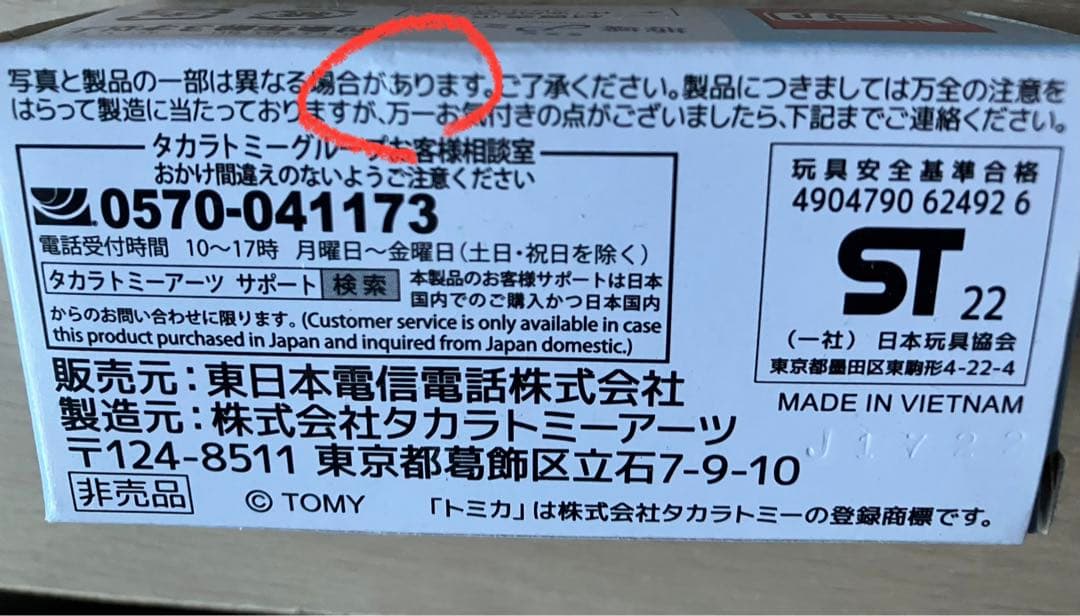 写真と製品の一部は異なる場合があります。ご了承ください。製品につきましては万全の注意を
はらって製造に当たっておりますが、万一お気付きの点がございましたら、下記までご連絡ください。
タカラトミーグループお客様相談室
おかけ間違えのないようご注意ください
0570-041173
電話受付時間 10〜17時 月曜日〜金曜日(土日・祝日を除く)
タカラトミーアーツ サポート 検索 本製品のお客様サポートは日本
国内でのご購入かつ日本国内
からのお問い合わせに限ります。(Customer service is only available in case
this product purchased in Japan and inquired from Japan domestic.)
玩具安全基準合格
4904790 62492 6
ST 22
(一社)日本玩具協会
東京都墨田区東駒形4-22-4
MADE IN VIETNAM
販売元:東日本電信電話株式会社
製造元:株式会社タカラトミーアーツ
〒124-8511 東京都葛飾区立石7-9-10
非売品 © TOMY 「トミカ」は株式会社タカラトミーの登録商標です。